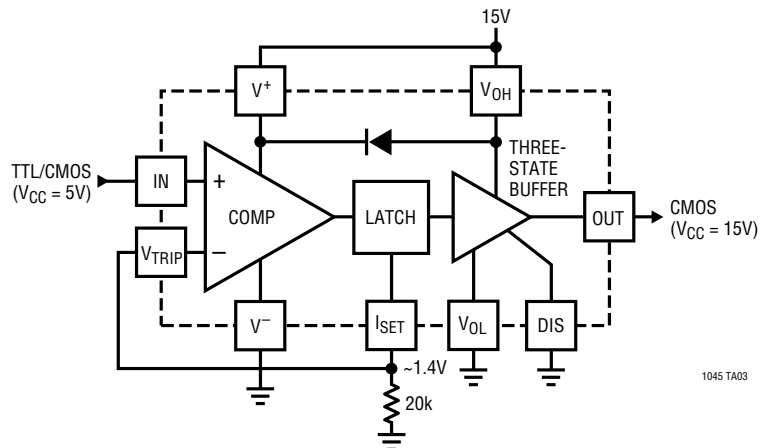 15V
V+
VOH
THREE-
STATE
BUFFER
TTL/CMOS
(VCC = 5V)
IN
+
COMP
LATCH
OUT
CMOS
(VCC = 15V)
VTRIP
–
V–
ISET
VOL
DIS
~1.4V
20k
1045 TA03